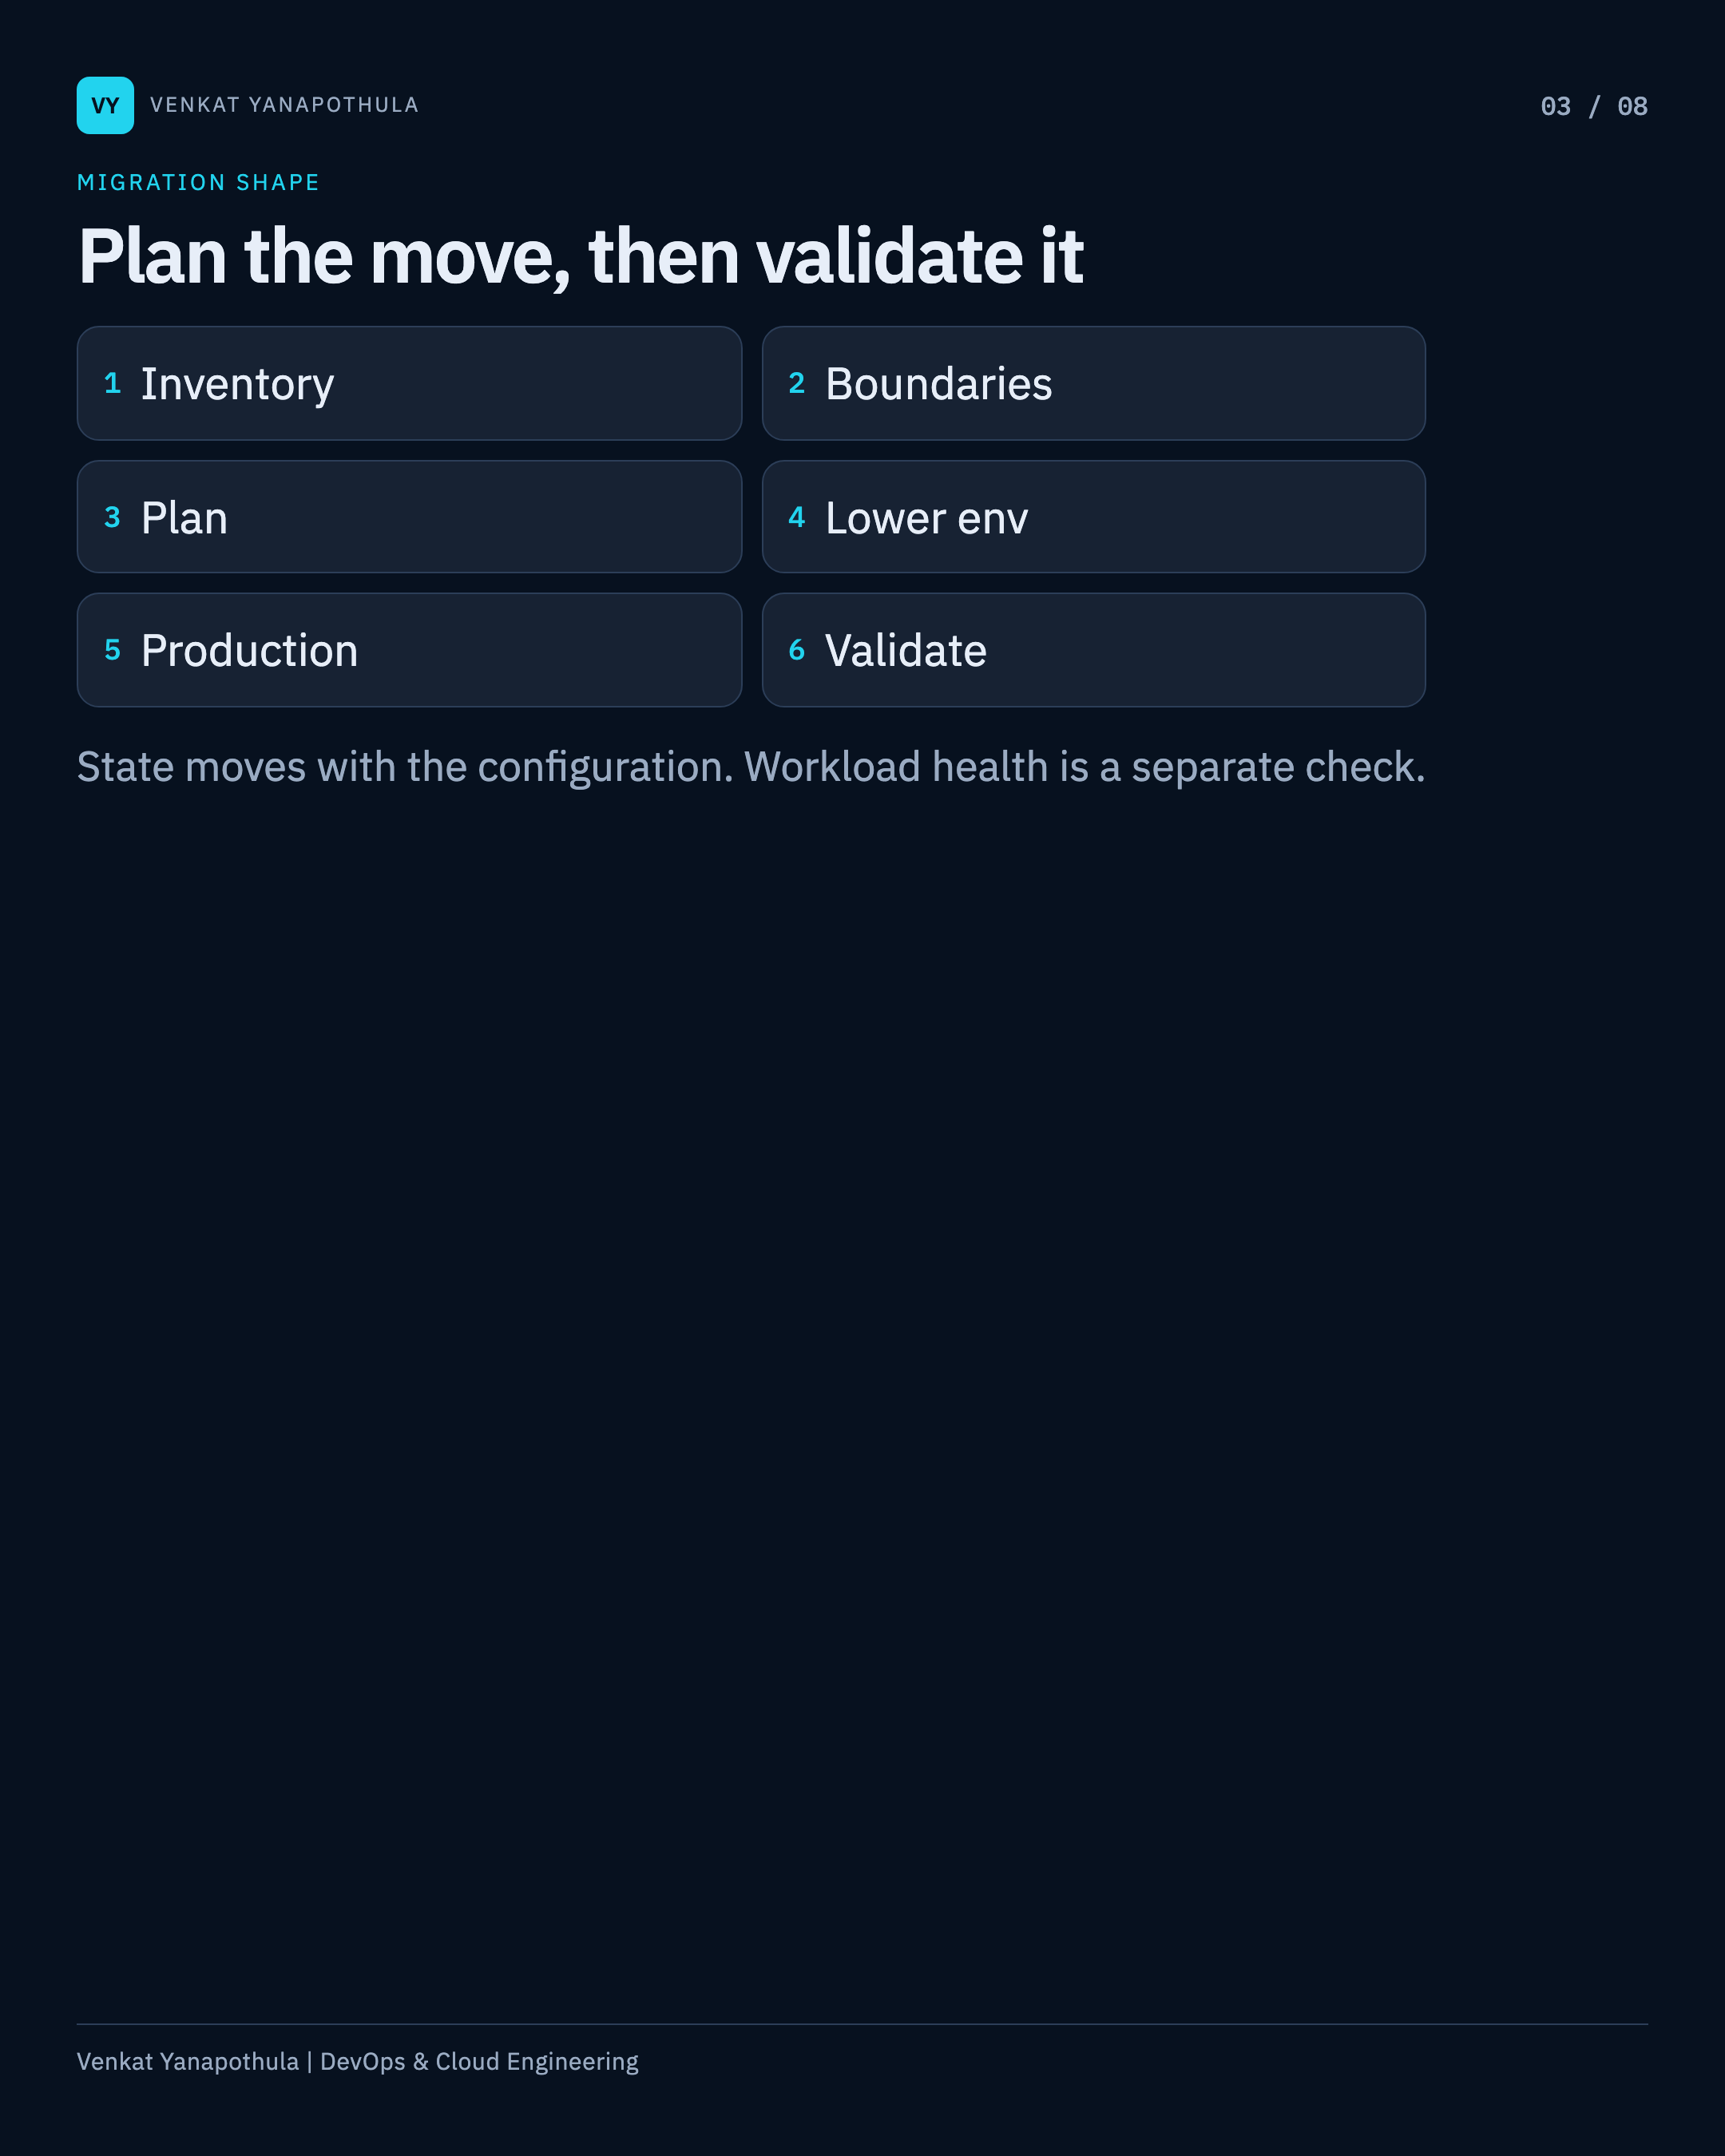 VY VENKAT YANAPOTHULA
03 / 08
MIGRATION SHAPE
Plan the move, then validate it
1 Inventory
2 Boundaries
3 Plan
4 Lower env
5 Production
6 Validate
State moves with the configuration. Workload health is a separate check.
Venkat Yanapothula | DevOps & Cloud Engineering